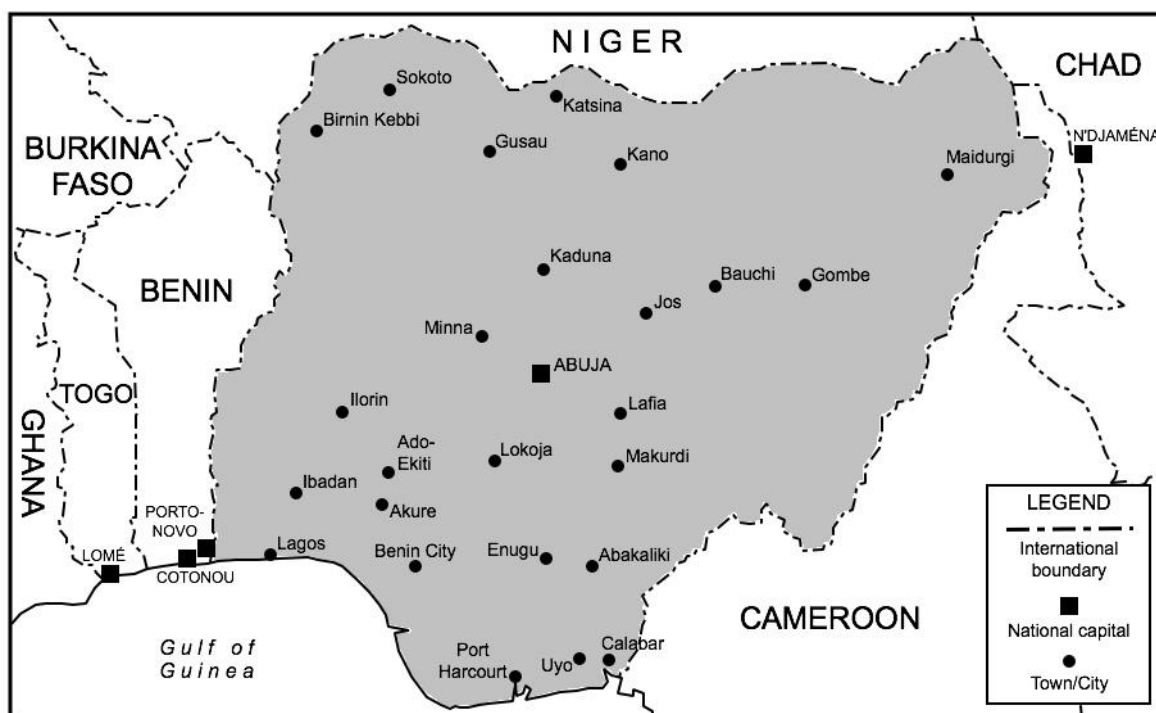 NIGER
CHAD
Sokoto
Katsina
Birnin Kebbi
N'DJAMÉNA
BURKINA
FASO
Gusau
Kano
Maidurgi
Kaduna
BENIN
Bauchi
Gombe
Jos
Minna
ABUJA
TOGO
GHANA
Ilorin
Lafia
Ado-
Ekiti
Lokoja
Makurdi
Ibadan
Akure
PORTO-
NOVO
LOMÉ
COTONOU
Lagos
Benin City
Enugu
Abakaliki
CAMEROON
Gulf of
Guinea
Port
Harcourt
Uyo
Calabar
LEGEND
International
boundary
National capital
Town/City